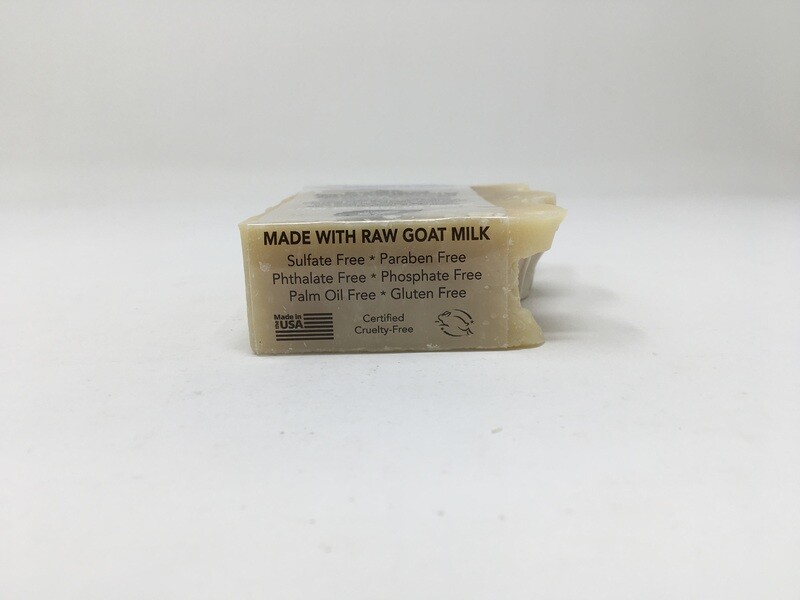 MADE WITH RAW GOAT MILK
Sulfate Free * Paraben Free
Phthalate Free * Phosphate Free
Palm Oil Free * Gluten Free
Made in
the USA
Certified
Cruelty-Free